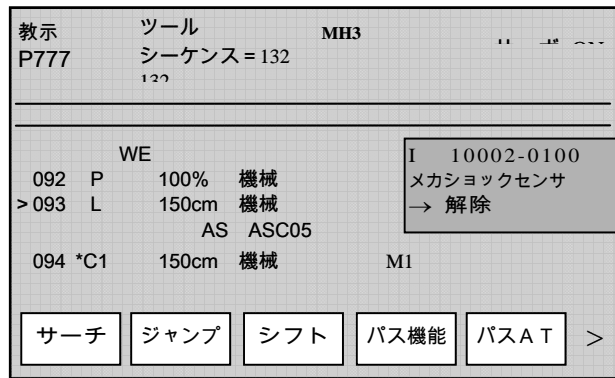 教示 ツール MH3
P777 シーケンス = 132
WE
092 P 100% 機械
> 093 L 150cm 機械
AS ASC05
094 *C1 150cm 機械 M1
I 10002-0100
メカショックセンサ
→ 解除
サーチ ジャンプ シフト パス機能 パスAT >